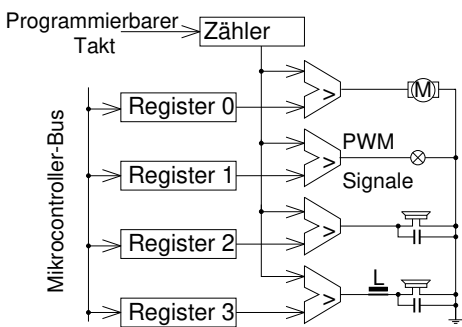 Programmierbarer
Takt
Zähler
Mikrocontroller-Bus
Register 0
Register 1
Register 2
Register 3
>
>
>
>
M
PWM
Signale
L